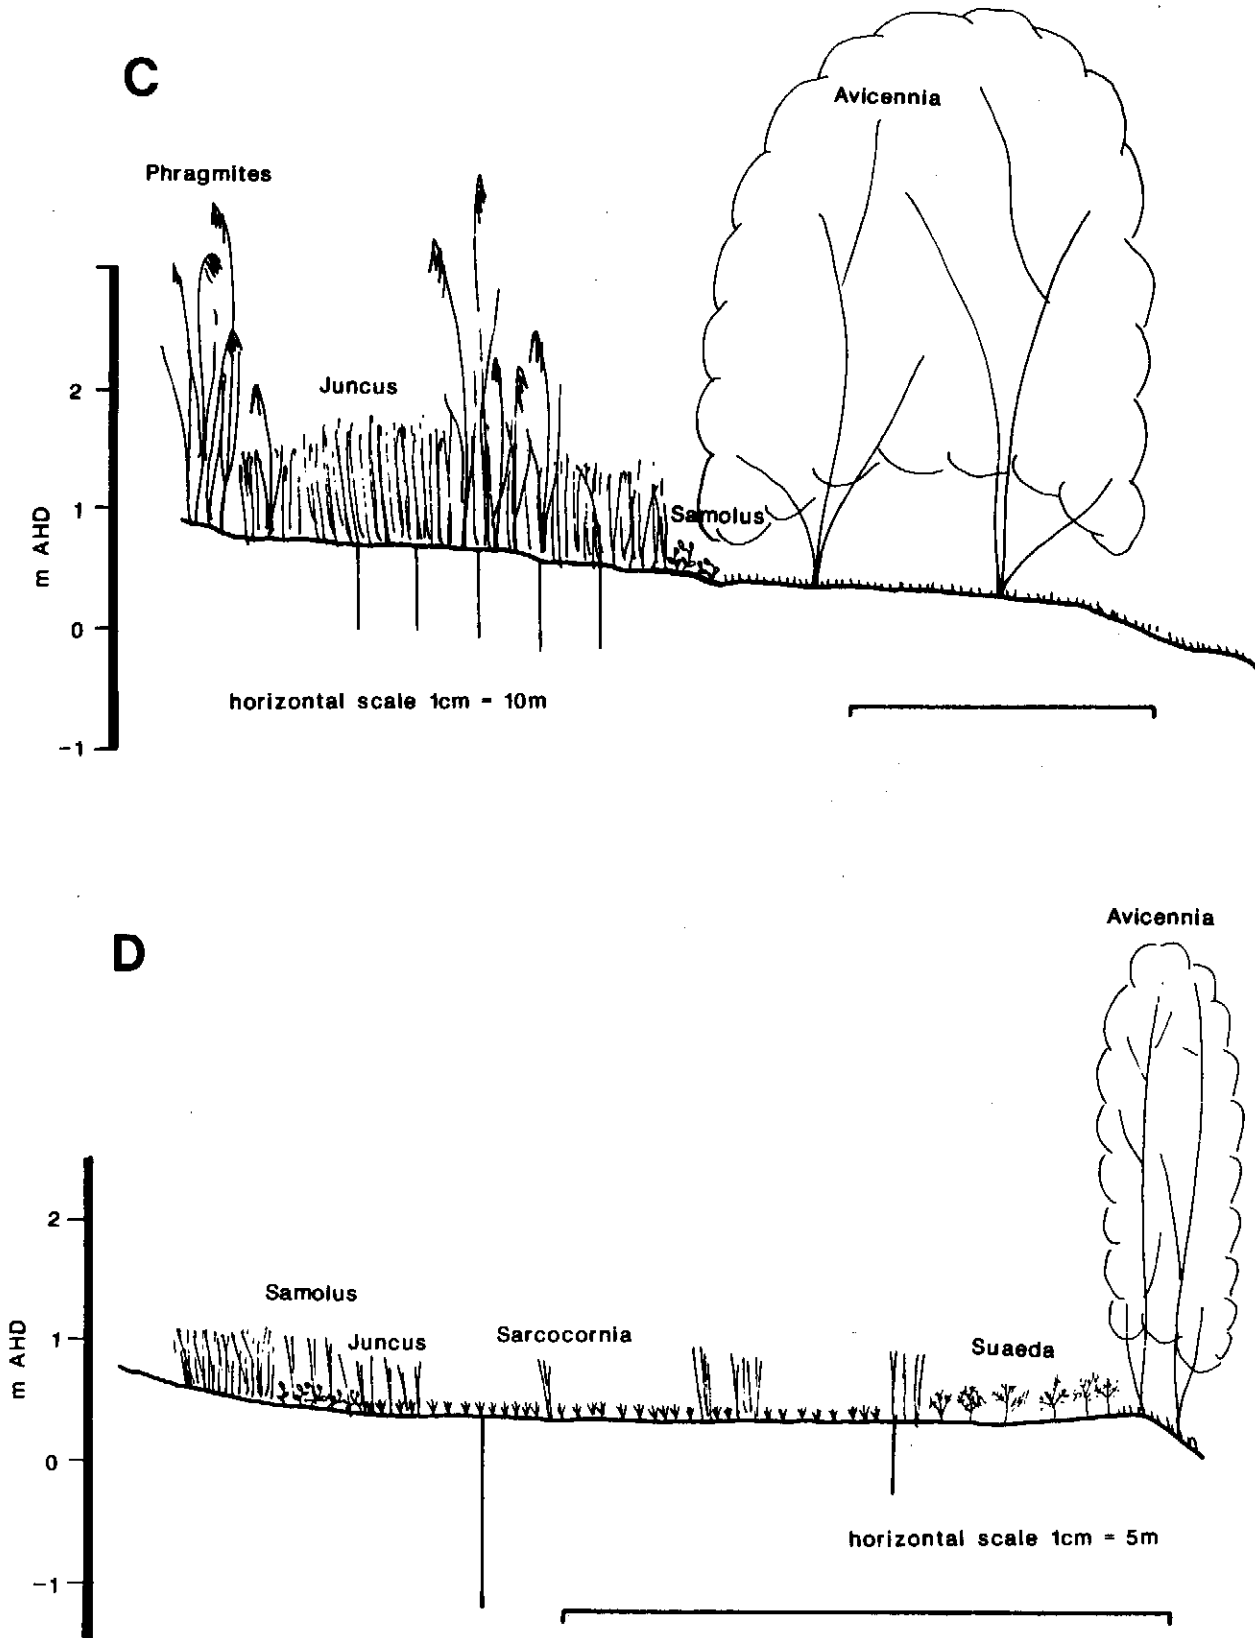 C
Avicennia
Phragmites
Juncus
2
1
Samolus
m AHD
0
horizontal scale 1cm = 10m
-1
D
Avicennia
2
Samolus
Juncus
Sarcocornia
Suaeda
1
m AHD
0
horizontal scale 1cm = 5m
-1